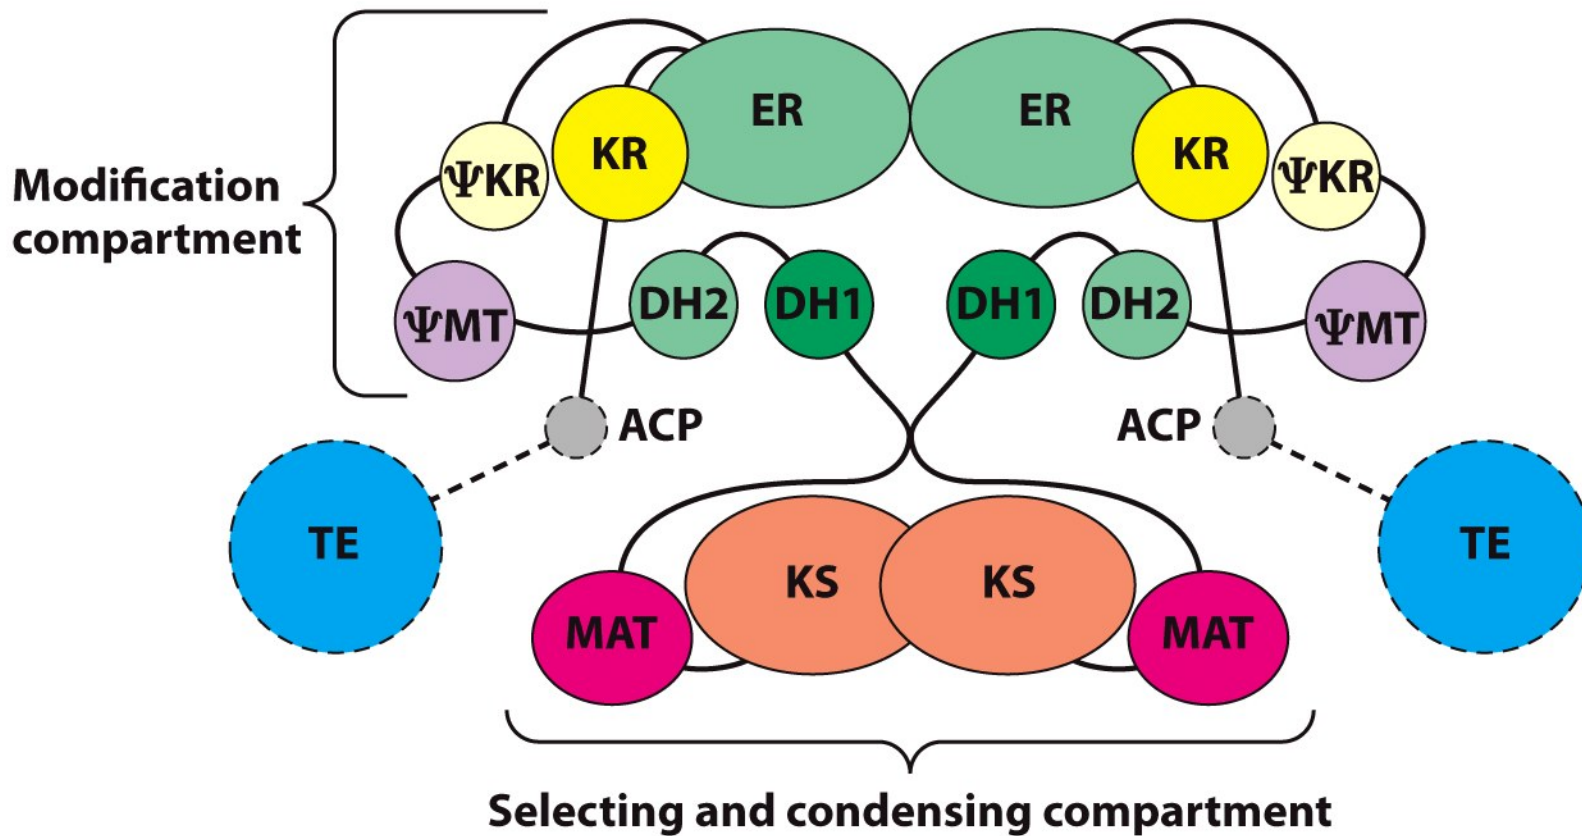 ER
ER
KR
KR
ΨKR
ΨKR
Modification
compartment
DH2
DH1
DH1
DH2
ΨMT
ΨMT
ACP
ACP
TE
TE
KS
KS
MAT
MAT
Selecting and condensing compartment